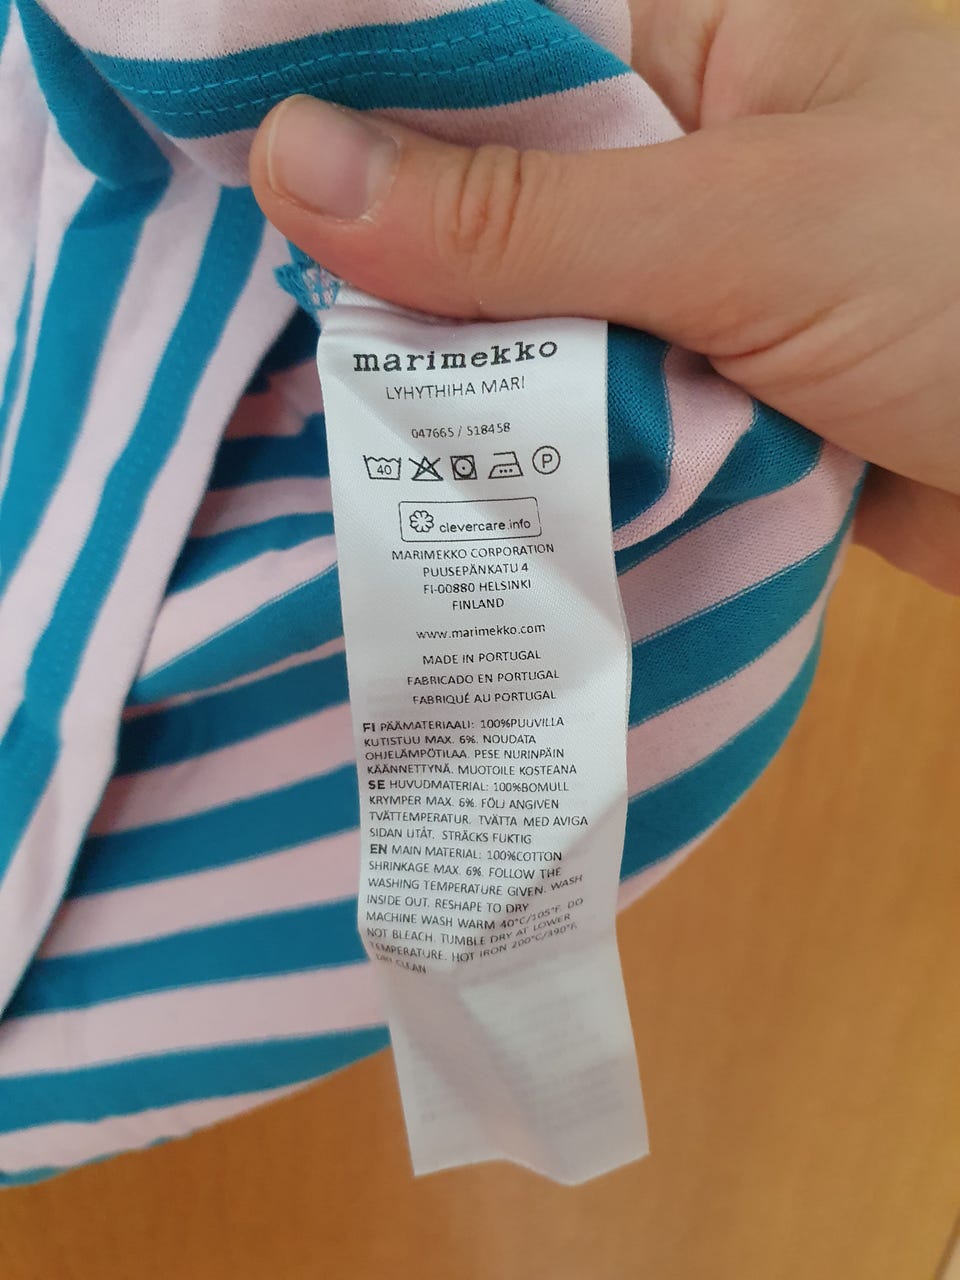 marimekko
LYHYTHIHA MARI
047665 / 518458
40 P
clevercare.info
MARIMEKKO CORPORATION
PUUSEPÄNKATU 4
FI-00880 HELSINKI
FINLAND
www.marimekko.com
MADE IN PORTUGAL
FABRICADO EN PORTUGAL
FABRIQUÉ AU PORTUGAL
FI PÄÄMATERIAALI: 100%PUUVILLA
KUTISTUU MAX. 6%. NOUDATA
OHJELÄMPÖTILAA. PESE NURINPÄIN
KÄÄNNETTYNÄ. MUOTOILE KOSTEANA
SE HUVUDMATERIAL: 100%BOMULL
KRYMPER MAX. 6%. FÖLJ ANGIVEN
TVÄTTEMPERATUR. TVÄTTA MED AVIGA
SIDAN UTÅT. STRÄCKS FUKTIG
EN MAIN MATERIAL: 100%COTTON
SHRINKAGE MAX. 6%. FOLLOW THE
WASHING TEMPERATURE GIVEN. WASH
INSIDE OUT. RESHAPE TO DRY
MACHINE WASH WARM 40°C/105°F. DO
NOT BLEACH. TUMBLE DRY AT LOWER
TEMPERATURE. HOT IRON 200°C/390°F.
DRY CLEAN